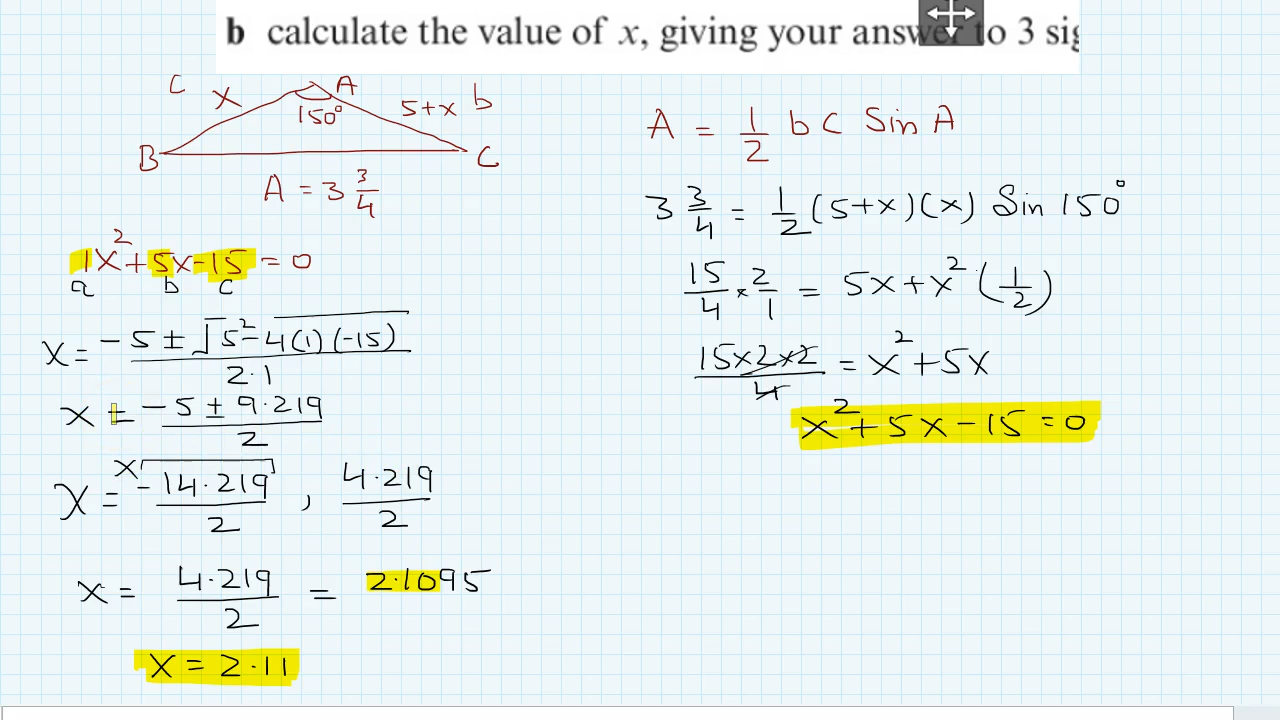 b calculate the value of x, giving your answer to 3 sig
C x A 150° 5+x b
B C
A = 3 3/4
1x² + 5x - 15 = 0
a b c
x = -5 ± √5² - 4(1)(-15) / 2·1
x = -5 ± 9·219 / 2
x = -14·219 / 2 , 4·219 / 2
x
x = 4·219 / 2 = 2·1095
x = 2·11
A = 1/2 b c Sin A
3 3/4 = 1/2 (5+x)(x) Sin 150°
15/4 × 2/1 = 5x + x² (1/2)
15×2×2 / 4 = x² + 5x
x² + 5x - 15 = 0